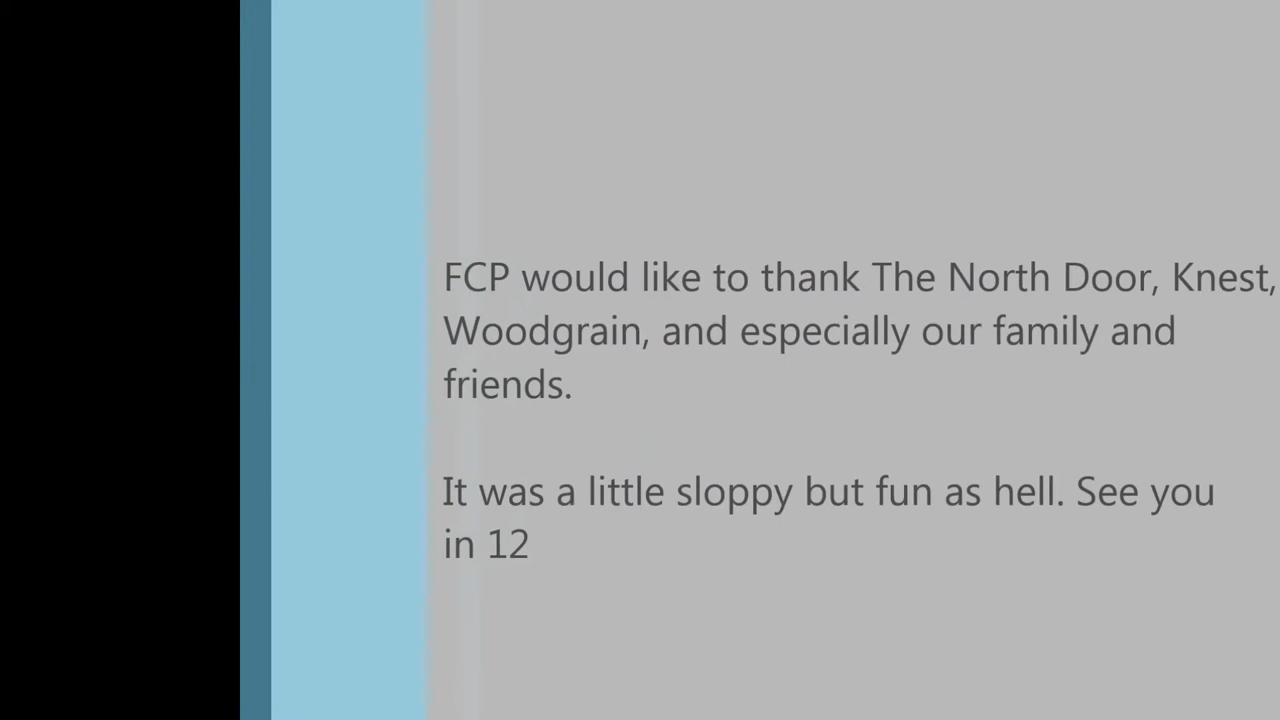 FCP would like to thank The North Door, Knest,
Woodgrain, and especially our family and
friends.
It was a little sloppy but fun as hell. See you
in 12